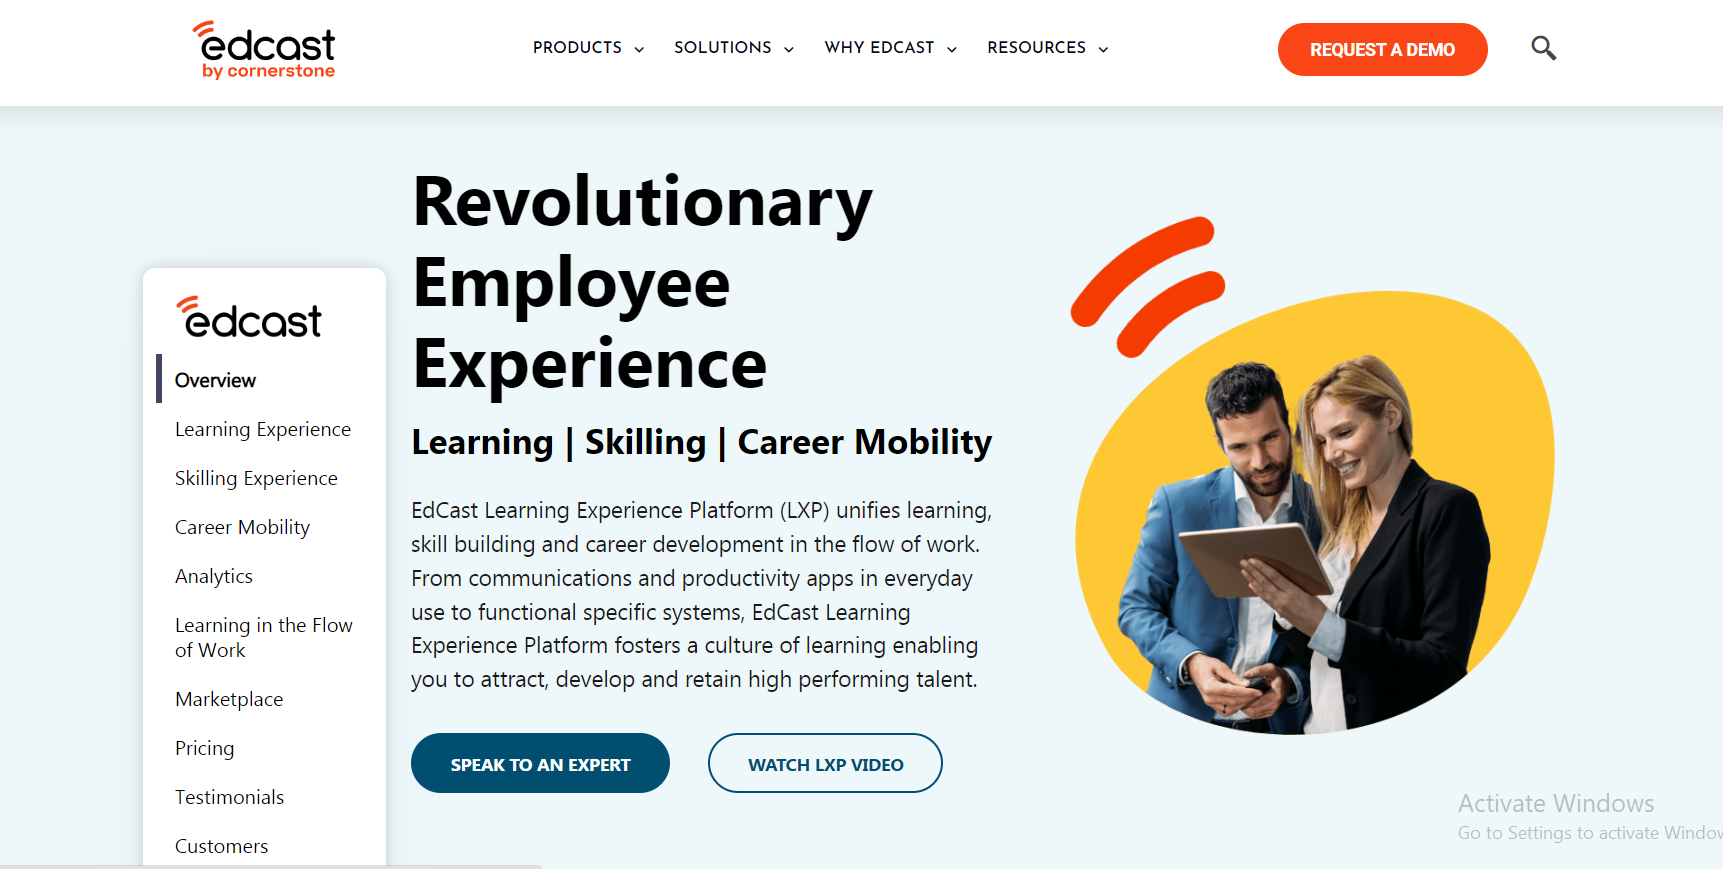 edcast
by cornerstone
PRODUCTS
SOLUTIONS
WHY EDCAST
RESOURCES
REQUEST A DEMO
edcast
Overview
Learning Experience
Skilling Experience
Career Mobility
Analytics
Learning in the Flow
of Work
Marketplace
Pricing
Testimonials
Customers
Revolutionary
Employee
Experience
Learning | Skilling | Career Mobility
EdCast Learning Experience Platform (LXP) unifies learning,
skill building and career development in the flow of work.
From communications and productivity apps in everyday
use to functional specific systems, EdCast Learning
Experience Platform fosters a culture of learning enabling
you to attract, develop and retain high performing talent.
SPEAK TO AN EXPERT
WATCH LXP VIDEO
Activate Windows
Go to Settings to activate Window